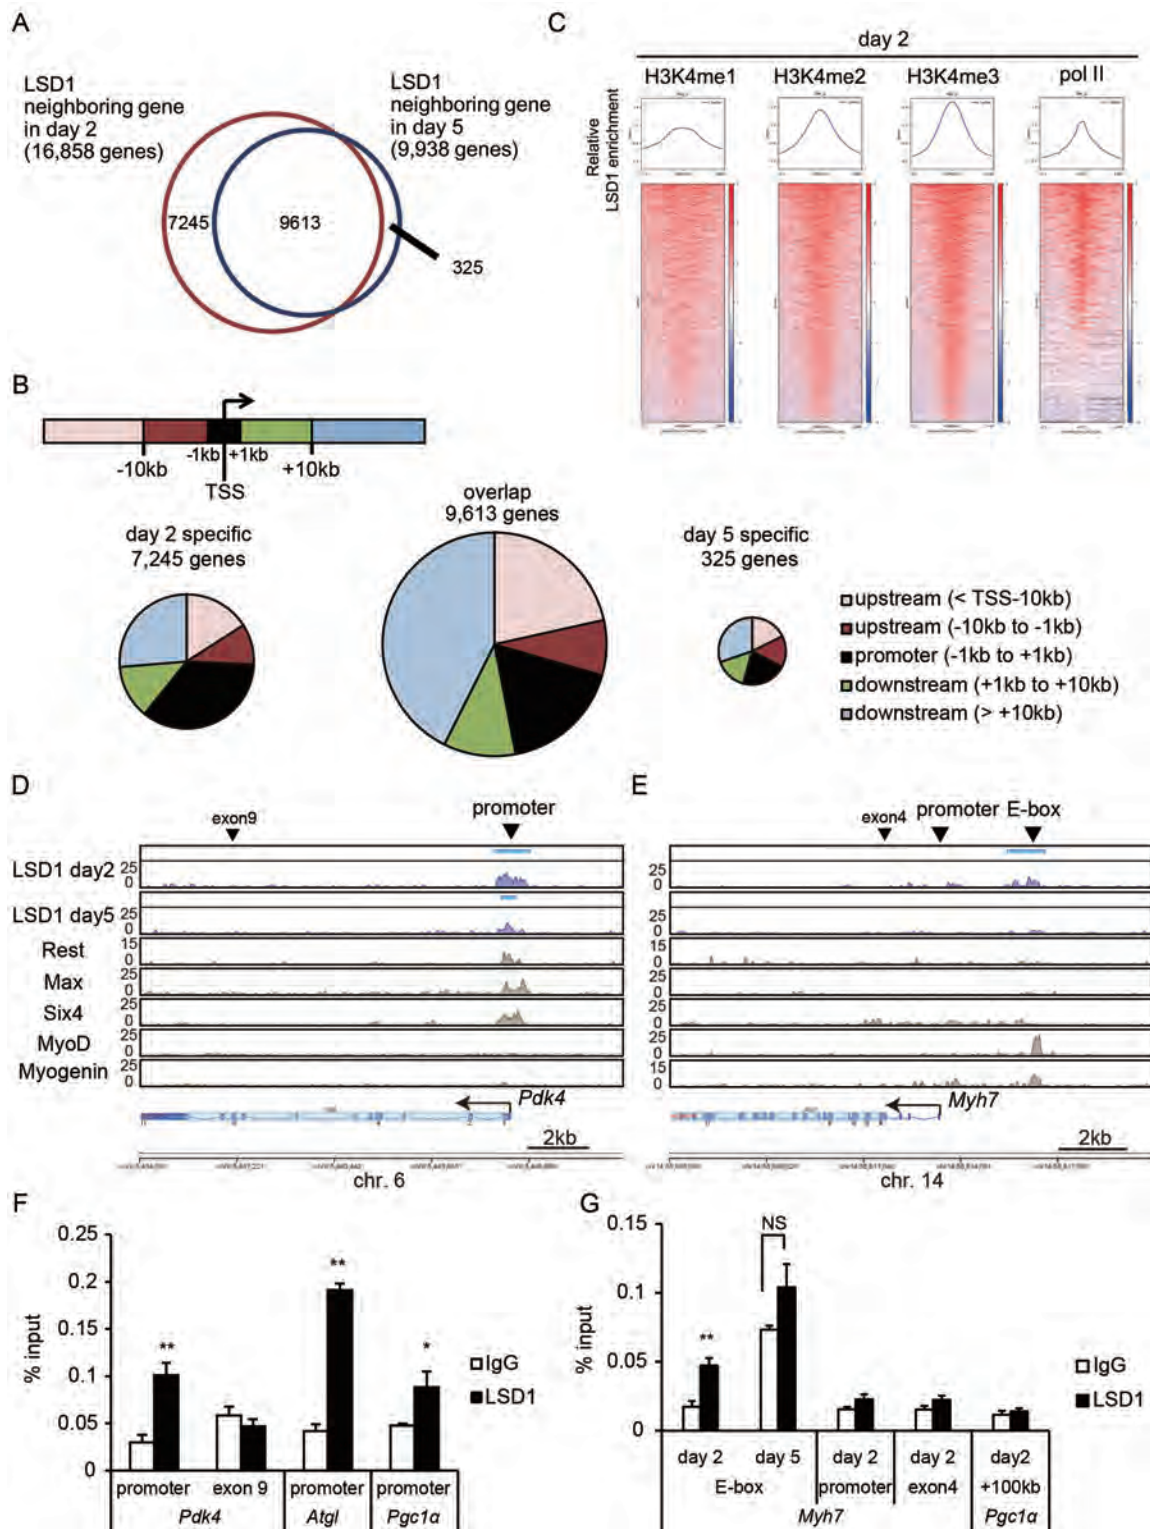 A
LSD1
neighboring gene
in day 2
(16,858 genes)
LSD1
neighboring gene
in day 5
(9,938 genes)
7245
9613
325
B
-10kb
-1kb
+1kb
+10kb
TSS
day 2 specific
7,245 genes
overlap
9,613 genes
day 5 specific
325 genes
upstream (< TSS-10kb)
upstream (-10kb to -1kb)
promoter (-1kb to +1kb)
downstream (+1kb to +10kb)
downstream (> +10kb)
C
day 2
H3K4me1 H3K4me2 H3K4me3 pol II
Relative
LSD1 enrichment
D
exon9
promoter
LSD1 day2
25
0
LSD1 day5
25
0
Rest
15
0
Max
25
0
Six4
25
0
MyoD
25
0
Myogenin
25
0
Pdk4
2kb
chr. 6
E
exon4
promoter
E-box
25
0
25
0
15
0
25
0
25
0
25
0
15
0
Myh7
2kb
chr. 14
F
% input
0.25
0.2
0.15
0.1
0.05
0
**
**
*
IgG
LSD1
promoter
exon 9
promoter
promoter
Pdk4
Atgl
Pgc1α
G
% input
0.15
0.1
0.05
0
**
NS
IgG
LSD1
day 2
day 5
day 2
day 2
day2
E-box
promoter
exon4
+100kb
Myh7
Pgc1α